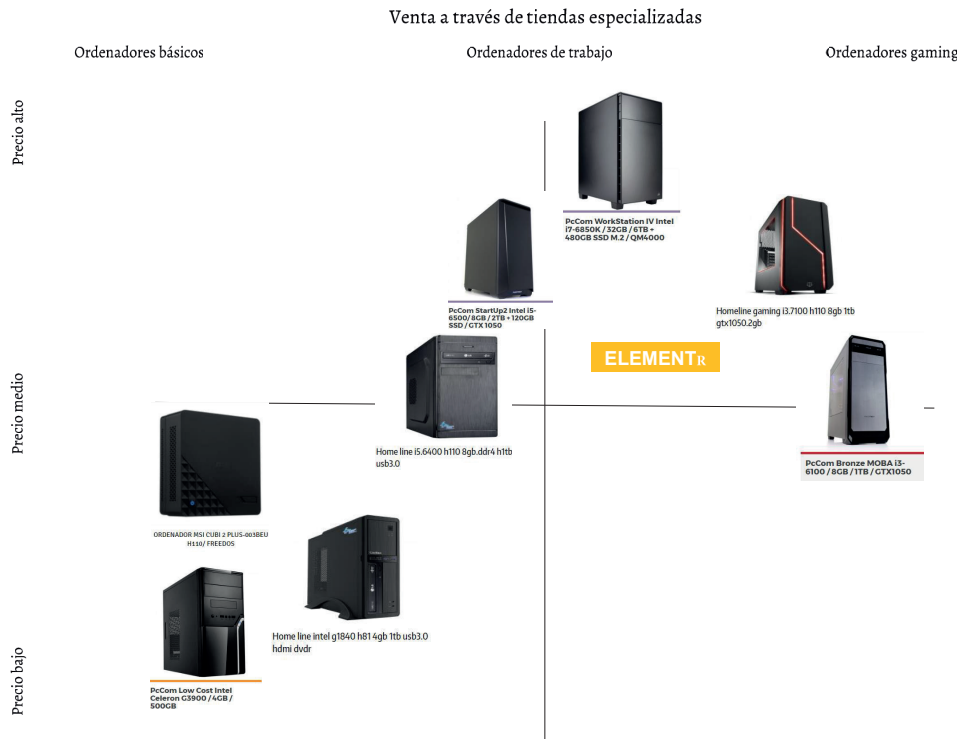 Venta a través de tiendas especializadas
Ordenadores básicos
Ordenadores de trabajo
Ordenadores gaming
Precio alto
PcCom WorkStation IV Intel
i7-6850K / 32GB / 6TB +
480GB SSD M.2 / QM4000
PcCom StartUp2 Intel i5-
6500/ 8GB / 2TB + 120GB
SSD / GTX 1050
Homeline gaming i3.7100 h110 8gb 1tb
gtx1050.2gb
ELEMENTR
Precio medio
Home line i5.6400 h110 8gb.ddr4 h1tb
usb3.0
PcCom Bronze MOBA i3-
6100 / 8GB / 1TB / GTX1050
ORDENADOR MSI CUBI 2 PLUS-003BEU
H110/ FREEDOS
Home line intel g1840 h81 4gb 1tb usb3.0
hdmi dvdr
Precio bajo
PcCom Low Cost Intel
Celeron G3900 / 4GB /
500GB